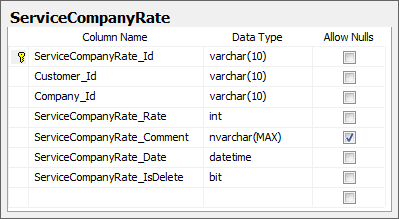 ServiceCompanyRate
Column Name Data Type Allow Nulls
ServiceCompanyRate_Id varchar(10)
Customer_Id varchar(10)
Company_Id varchar(10)
ServiceCompanyRate_Rate int
ServiceCompanyRate_Comment nvarchar(MAX)
ServiceCompanyRate_Date datetime
ServiceCompanyRate_IsDelete bit